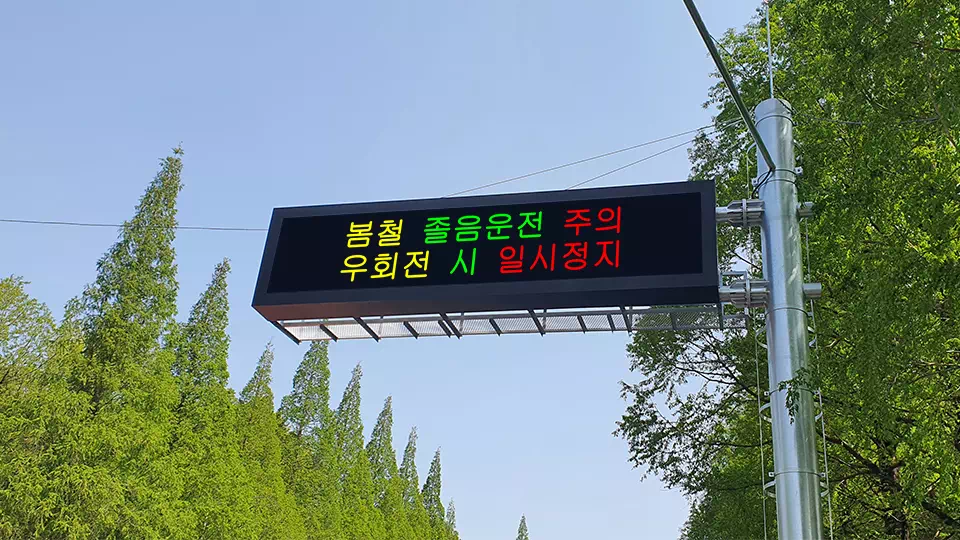 봄철 졸음운전 주의
우회전 시 일시정지